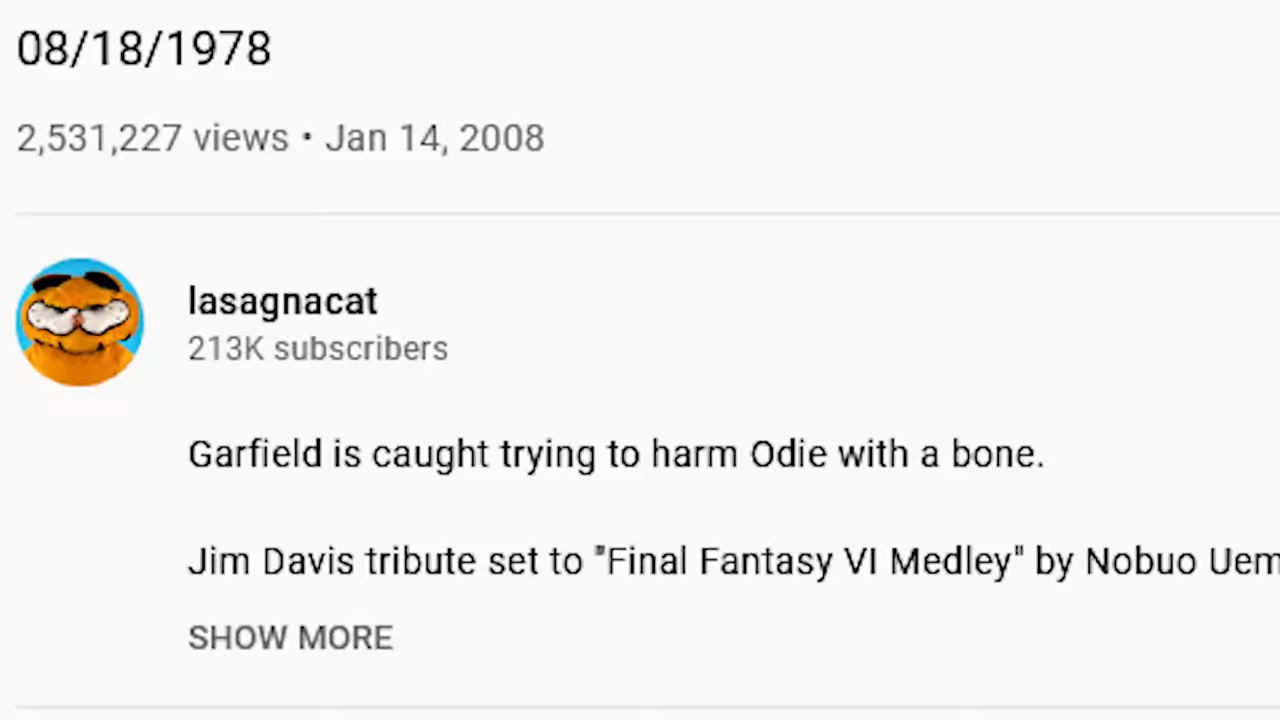 08/18/1978
2,531,227 views • Jan 14, 2008
lasagnacat
213K subscribers
Garfield is caught trying to harm Odie with a bone.
Jim Davis tribute set to "Final Fantasy VI Medley" by Nobuo Uem
SHOW MORE